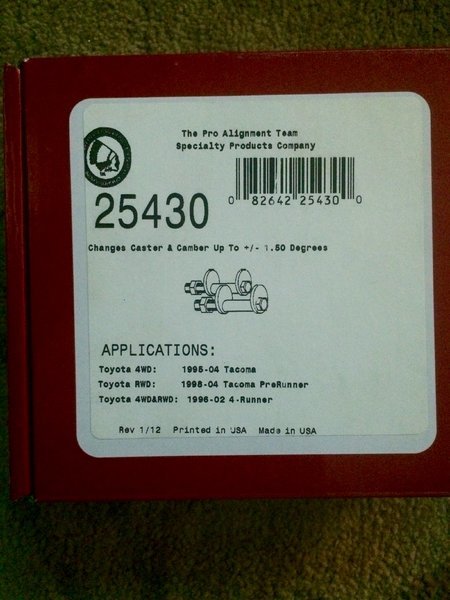 The Pro Alignment Team
Specialty Products Company
25430
0 82642 25430 0
Changes Caster & Camber Up To +/- 1.50 Degrees
APPLICATIONS:
Toyota 4WD: 1995-04 Tacoma
Toyota RWD: 1998-04 Tacoma PreRunner
Toyota 4WD&RWD: 1996-02 4-Runner
Rev 1/12 Printed in USA Made in USA